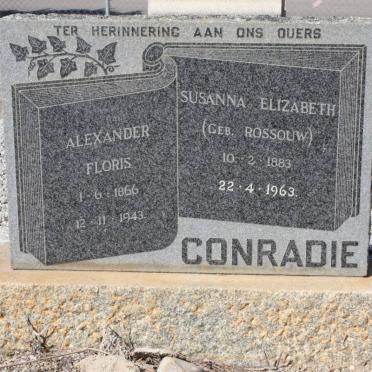 TER HERINNERING AAN ONS OUERS
ALEXANDER
FLORIS
1·6·1866
12·11·1943.
SUSANNA ELIZABETH
(GEB. ROSSOUW)
10·2·1883
22·4·1963.
CONRADIE